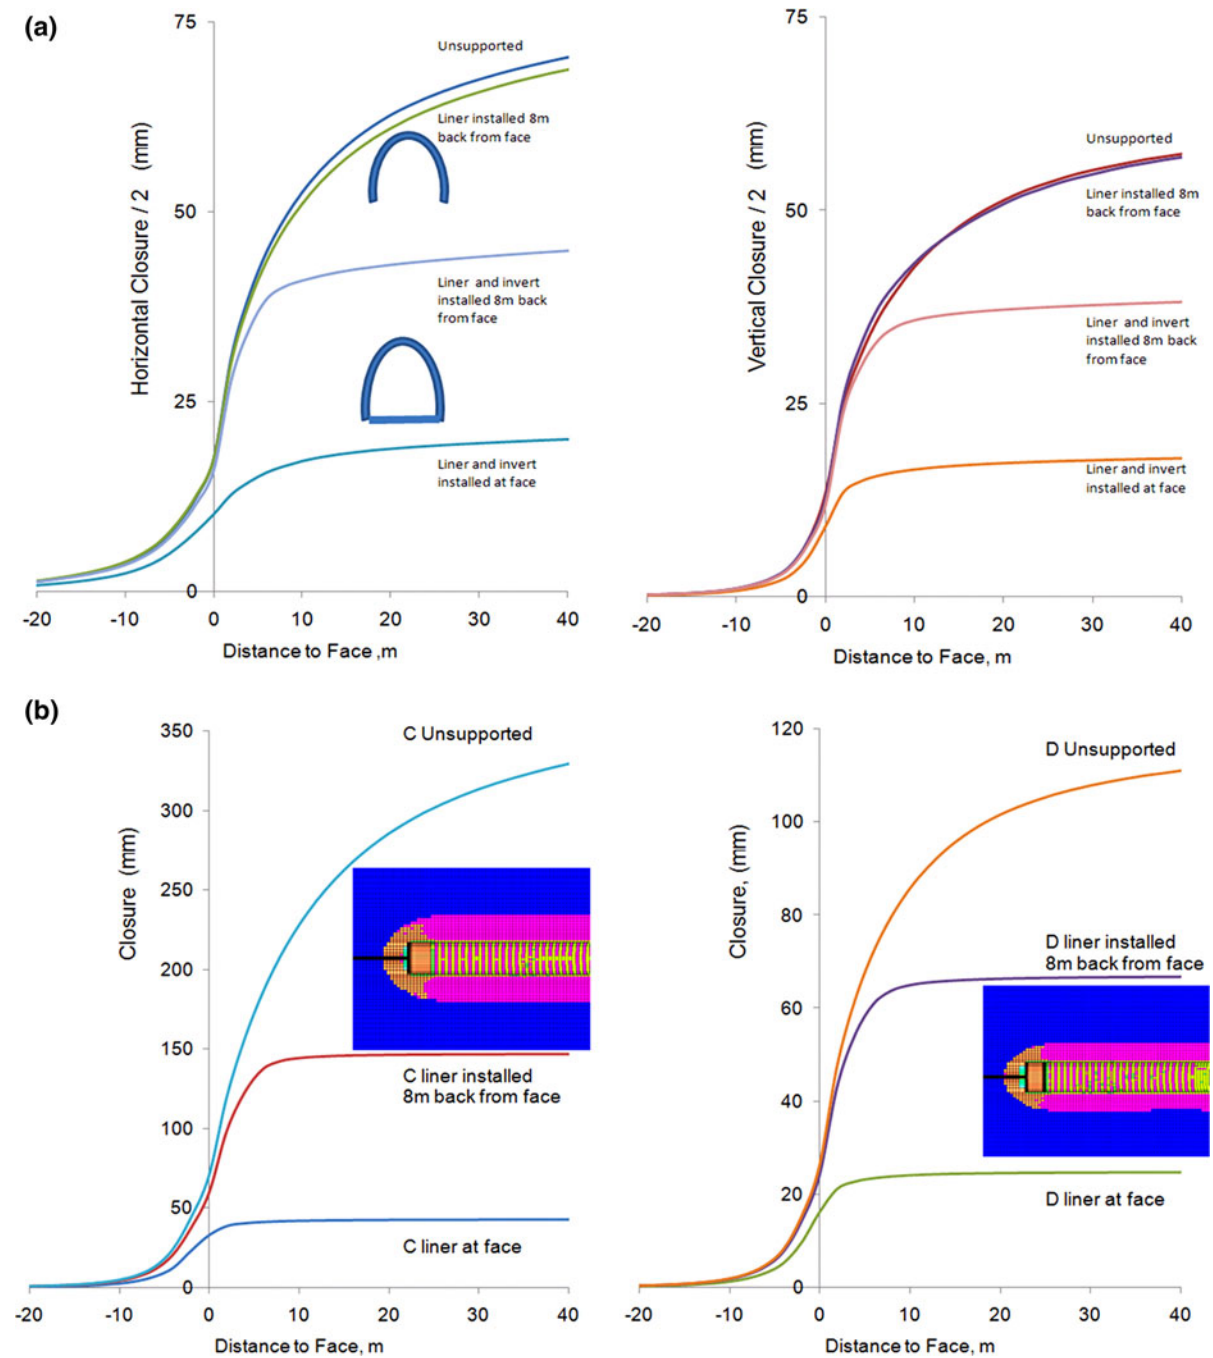 (a)
75
50
25
0
-20
-10
0
10
20
30
40
Horizontal Closure / 2 (mm)
Distance to Face ,m
Unsupported
Liner installed 8m
back from face
Liner and invert
installed 8m back
from face
Liner and invert
installed at face
75
50
25
0
-20
-10
0
10
20
30
40
Vertical Closure / 2 (mm)
Distance to Face, m
Unsupported
Liner installed 8m
back from face
Liner and invert
installed 8m back
from face
Liner and invert
installed at face
(b)
350
300
250
200
150
100
50
0
-20
-10
0
10
20
30
40
Closure (mm)
Distance to Face, m
C Unsupported
C liner installed
8m back from face
C liner at face
120
100
80
60
40
20
0
-20
-10
0
10
20
30
40
Closure, (mm)
Distance to Face, m
D Unsupported
D liner installed
8m back from face
D liner at face